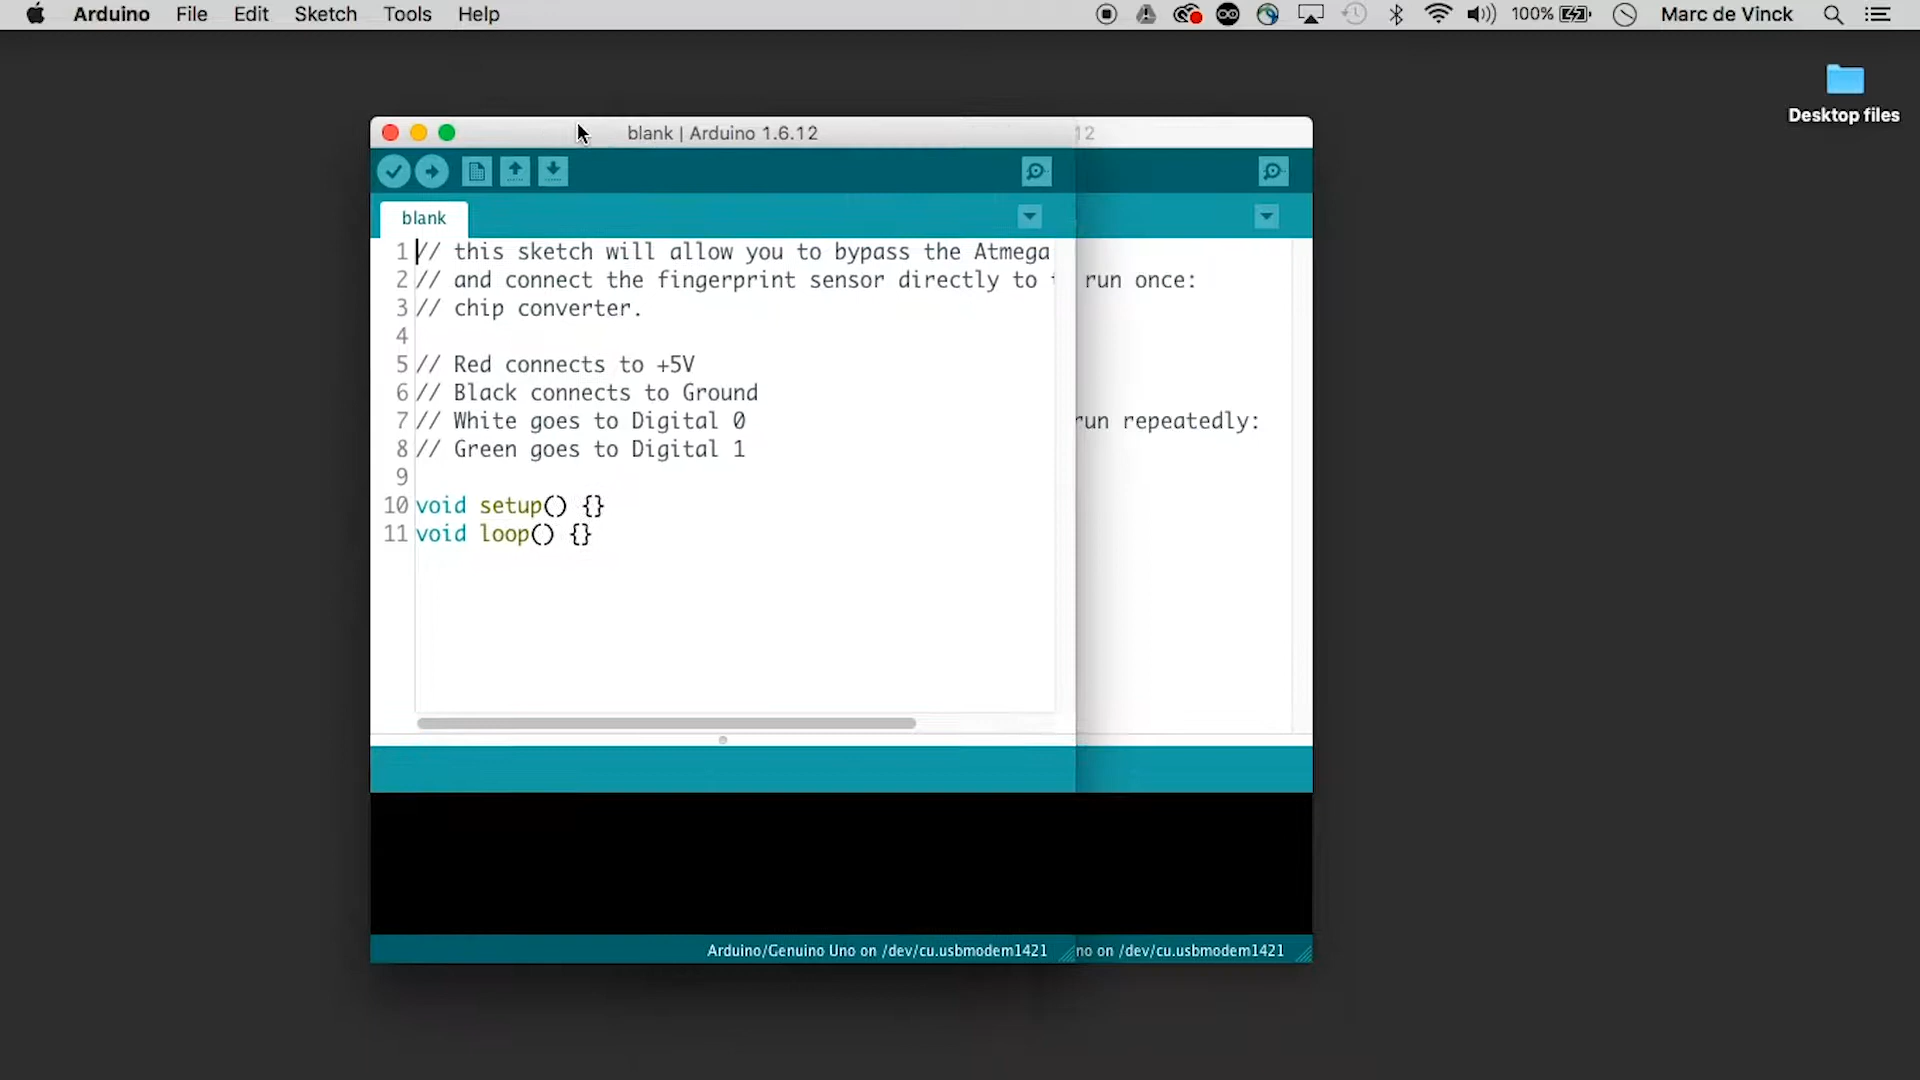 Arduino File Edit Sketch Tools Help 100% Marc de Vinck
Desktop files
blank | Arduino 1.6.12
12
blank
1 // this sketch will allow you to bypass the Atmega
2 // and connect the fingerprint sensor directly to
run once:
3 // chip converter.
4
5 // Red connects to +5V
6 // Black connects to Ground
7 // White goes to Digital 0
run repeatedly:
8 // Green goes to Digital 1
9
10 void setup() {}
11 void loop() {}
Arduino/Genuino Uno on /dev/cu.usbmodem1421
no on /dev/cu.usbmodem1421